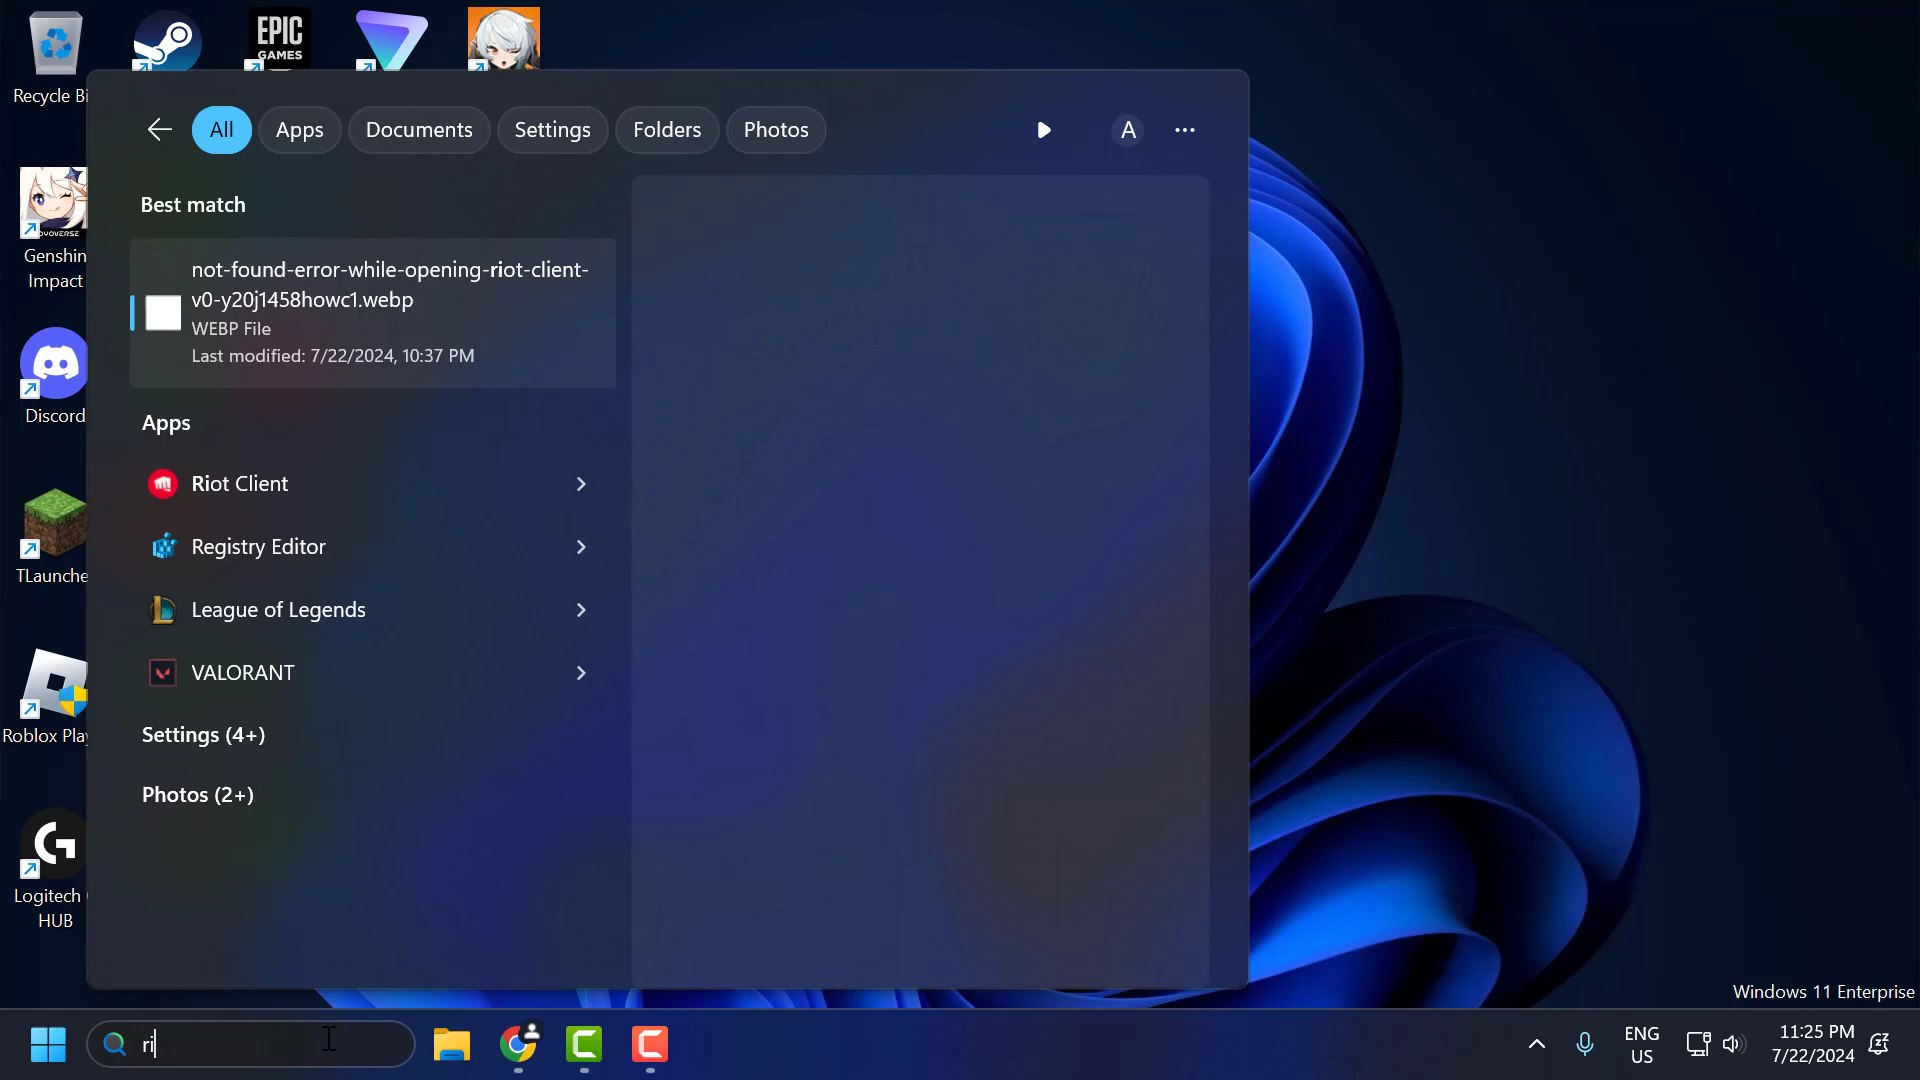 EPIC
GAMES
Recycle Bi
All
Apps
Documents
Settings
Folders
Photos
A
Best match
not-found-error-while-opening-riot-client-
v0-y20j1458howc1.webp
WEBP File
Last modified: 7/22/2024, 10:37 PM
Apps
Riot Client
Registry Editor
League of Legends
VALORANT
Settings (4+)
Photos (2+)
Genshin
Impact
Discord
TLaunche
Roblox Pla
Logitech
HUB
Windows 11 Enterprise
ri
ENG
US
11:25 PM
7/22/2024